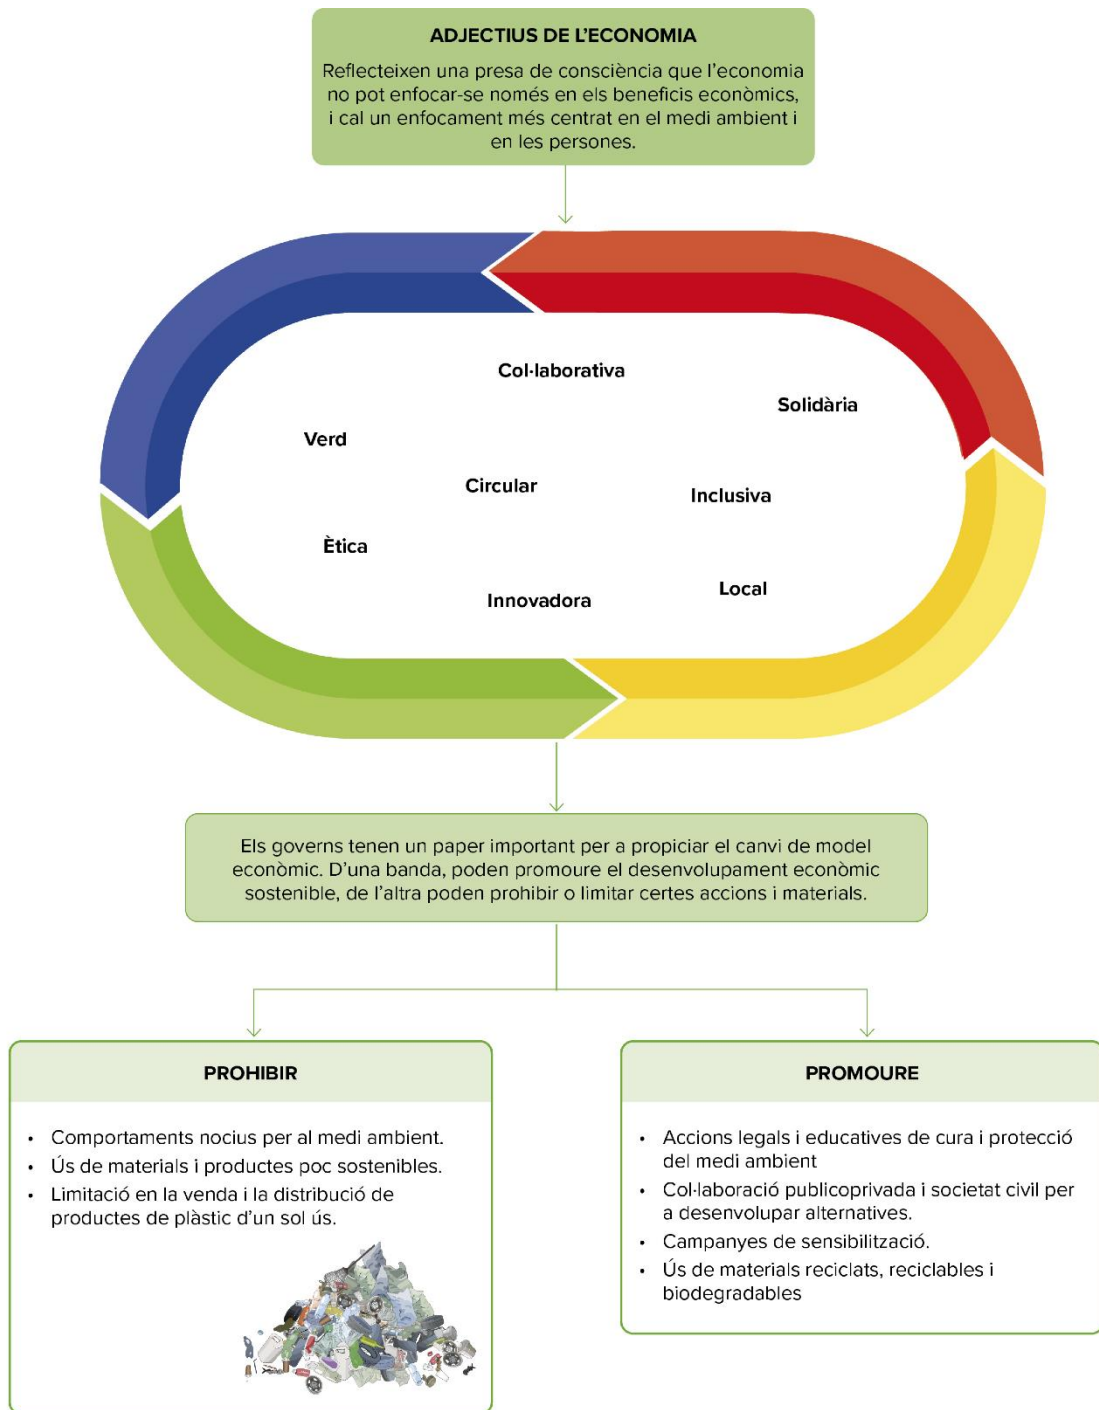 ADJECTIUS DE L'ECONOMIA
Reflecteixen una presa de consciència que l'economia
no pot enfocar-se només en els beneficis econòmics,
i cal un enfocament més centrat en el medi ambient i
en les persones.
Col·laborativa
Solidària
Verd
Circular
Inclusiva
Ètica
Innovadora
Local
Els governs tenen un paper important per a propiciar el canvi de model
econòmic. D'una banda, poden promoure el desenvolupament econòmic
sostenible, de l'altra poden prohibir o limitar certes accions i materials.
PROHIBIR
• Comportaments nocius per al medi ambient.
• Ús de materials i productes poc sostenibles.
• Limitació en la venda i la distribució de
productes de plàstic d'un sol ús.
PROMOURE
• Accions legals i educatives de cura i protecció
del medi ambient
• Col·laboració publicoprivada i societat civil per
a desenvolupar alternatives.
• Campanyes de sensibilització.
• Ús de materials reciclats, reciclables i
biodegradables